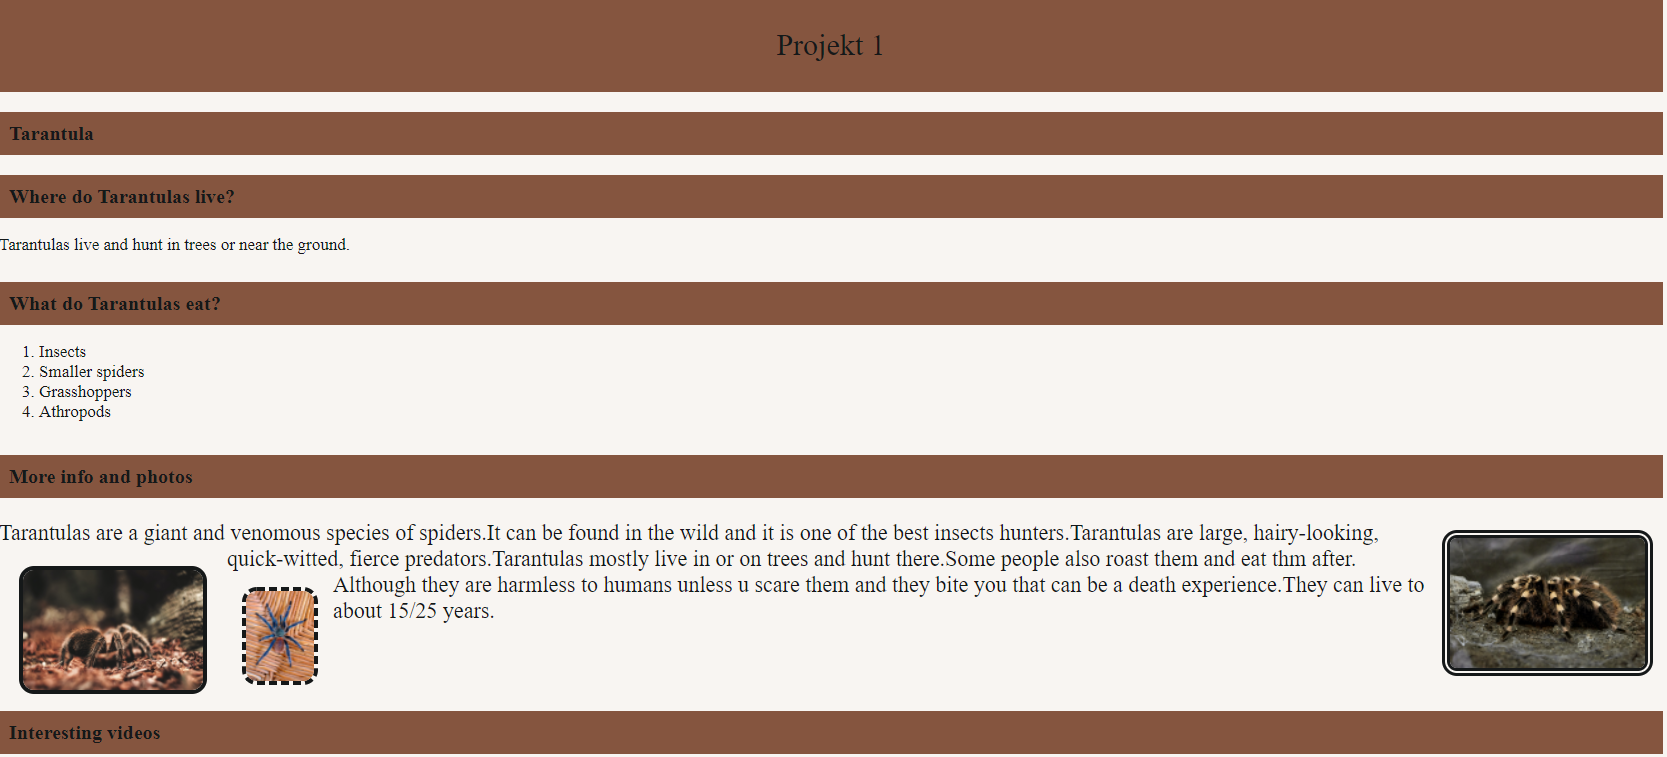 Projekt 1
Tarantula
Where do Tarantulas live?
Tarantulas live and hunt in trees or near the ground.
What do Tarantulas eat?
1. Insects
2. Smaller spiders
3. Grasshoppers
4. Athropods
More info and photos
Tarantulas are a giant and venomous species of spiders.It can be found in the wild and it is one of the best insects hunters.Tarantulas are large, hairy-looking,
quick-witted, fierce predators.Tarantulas mostly live in or on trees and hunt there.Some people also roast them and eat thm after.
Although they are harmless to humans unless u scare them and they bite you that can be a death experience.They can live to
about 15/25 years.
Interesting videos